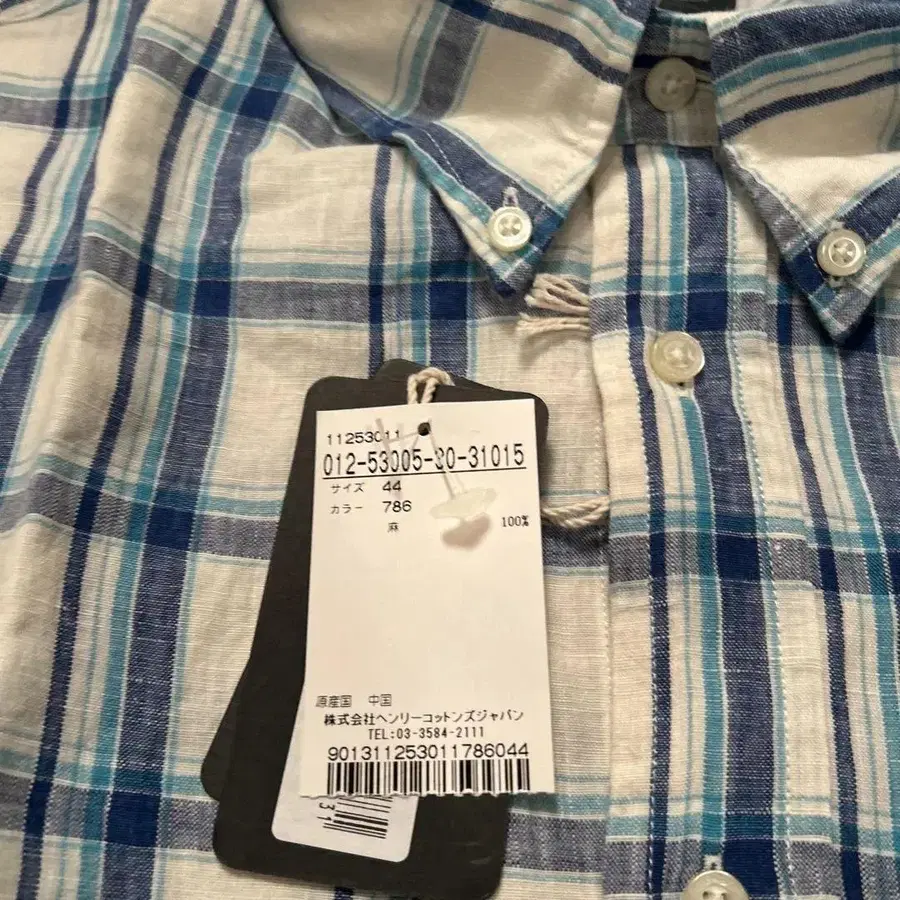 11253011
012-53005-80-31015
サイズ 44
カラー 786
麻 100%
原産国 中国
株式会社ヘンリーコットンズジャパン
TEL:03-3584-2111
9013112530117860​44
31